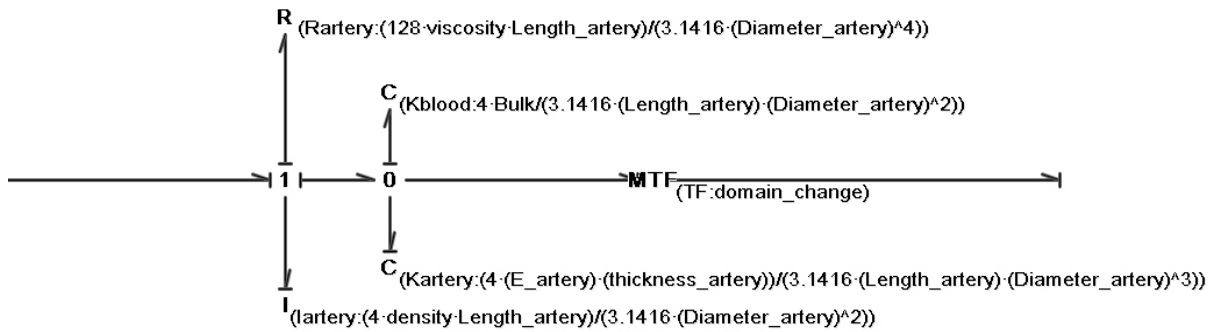 R (Rartery:(128·viscosity·Length_artery)/(3.1416·(Diameter_artery)^4))
C (Kblood:4·Bulk/(3.1416·(Length_artery)·(Diameter_artery)^2))
1 0 MTF (TF:domain_change)
C (Kartery:(4·(E_artery)·(thickness_artery))/(3.1416·(Length_artery)·(Diameter_artery)^3))
I (Iartery:(4·density·Length_artery)/(3.1416·(Diameter_artery)^2))